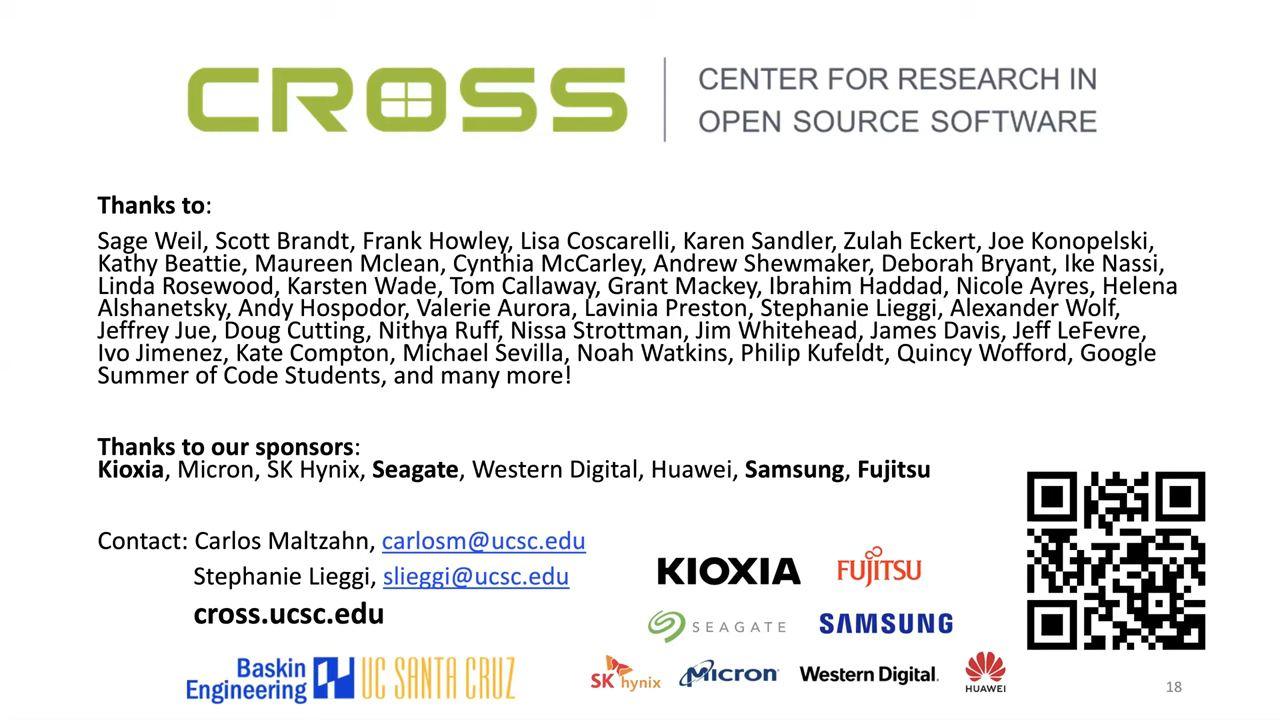 CROSS
CENTER FOR RESEARCH IN
OPEN SOURCE SOFTWARE
Thanks to:
Sage Weil, Scott Brandt, Frank Howley, Lisa Coscarelli, Karen Sandler, Zulah Eckert, Joe Konopelski,
Kathy Beattie, Maureen Mclean, Cynthia McCarley, Andrew Shewmaker, Deborah Bryant, Ike Nassi,
Linda Rosewood, Karsten Wade, Tom Callaway, Grant Mackey, Ibrahim Haddad, Nicole Ayres, Helena
Alshanetsky, Andy Hospodor, Valerie Aurora, Lavinia Preston, Stephanie Lieggi, Alexander Wolf,
Jeffrey Jue, Doug Cutting, Nithya Ruff, Nissa Strottman, Jim Whitehead, James Davis, Jeff LeFevre,
Ivo Jimenez, Kate Compton, Michael Sevilla, Noah Watkins, Philip Kufeldt, Quincy Wofford, Google
Summer of Code Students, and many more!
Thanks to our sponsors:
Kioxia, Micron, SK Hynix, Seagate, Western Digital, Huawei, Samsung, Fujitsu
Contact: Carlos Maltzahn, carlosm@ucsc.edu
Stephanie Lieggi, slieggi@ucsc.edu
cross.ucsc.edu
KIOXIA
FUJITSU
SEAGATE
SAMSUNG
Baskin
Engineering
UC SANTA CRUZ
SK hynix
Micron
Western Digital.
HUAWEI
18